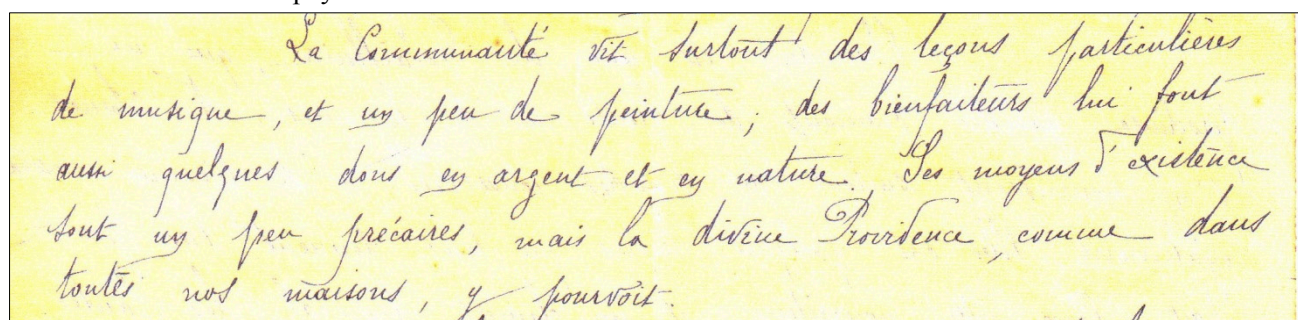 La Communauté vit surtout des leçons particulières
de musique, et un peu de peinture ; des bienfaiteurs lui font
aussi quelques dons en argent et en nature. Ses moyens d'existence
sont un peu précaires, mais la divine Providence, comme dans
toutes nos maisons, y pourvoit.